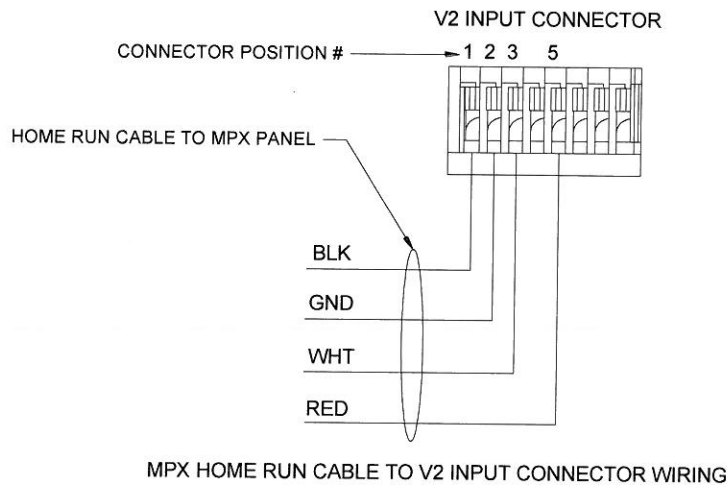 V2 INPUT CONNECTOR
CONNECTOR POSITION # 1 2 3 5
HOME RUN CABLE TO MPX PANEL
BLK
GND
WHT
RED
MPX HOME RUN CABLE TO V2 INPUT CONNECTOR WIRING